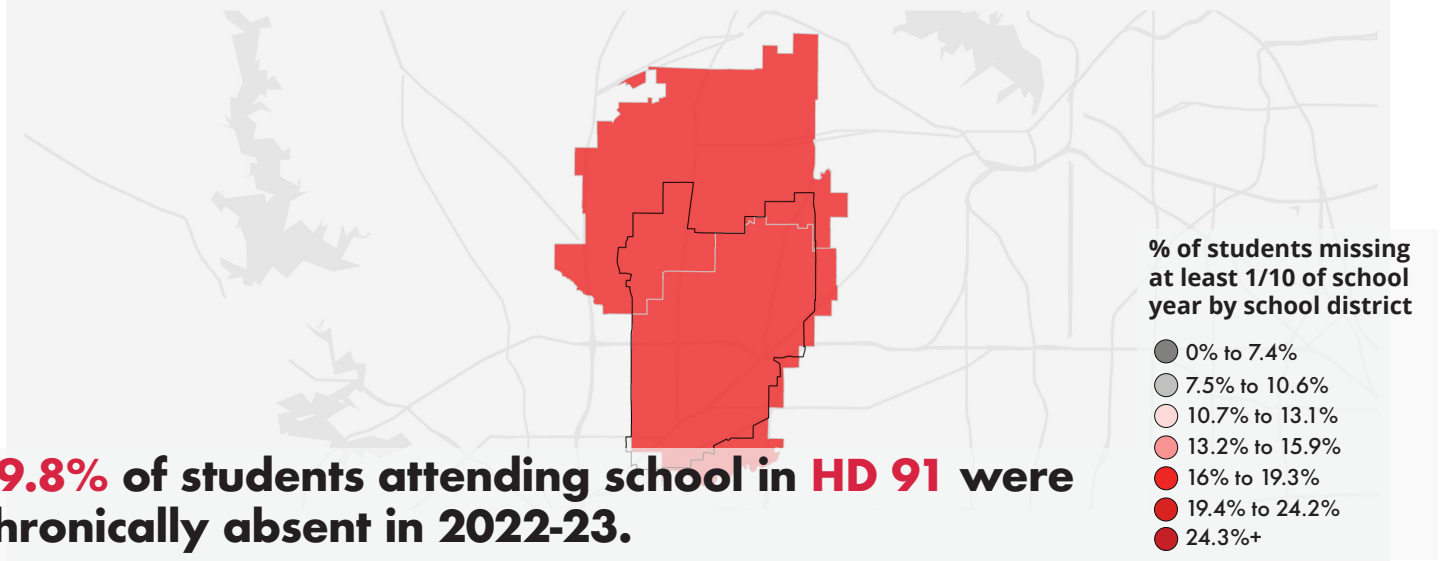 % of students missing
at least 1/10 of school
year by school district
0% to 7.4%
7.5% to 10.6%
10.7% to 13.1%
13.2% to 15.9%
16% to 19.3%
19.4% to 24.2%
24.3%+
9.8% of students attending school in HD 91 were
hronically absent in 2022-23.